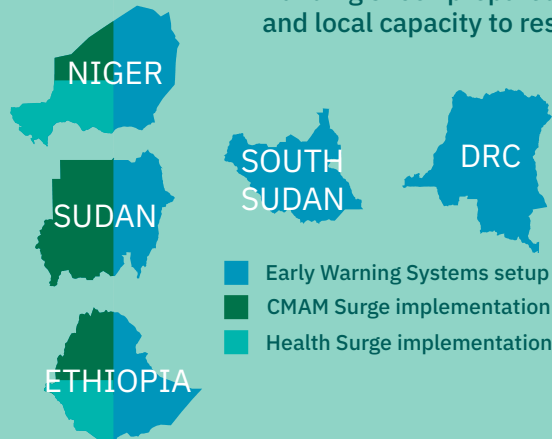 and local capacity to res
NIGER
SOUTH
SUDAN
DRC
SUDAN
Early Warning Systems setup
CMAM Surge implementation
Health Surge implementation
ETHIOPIA